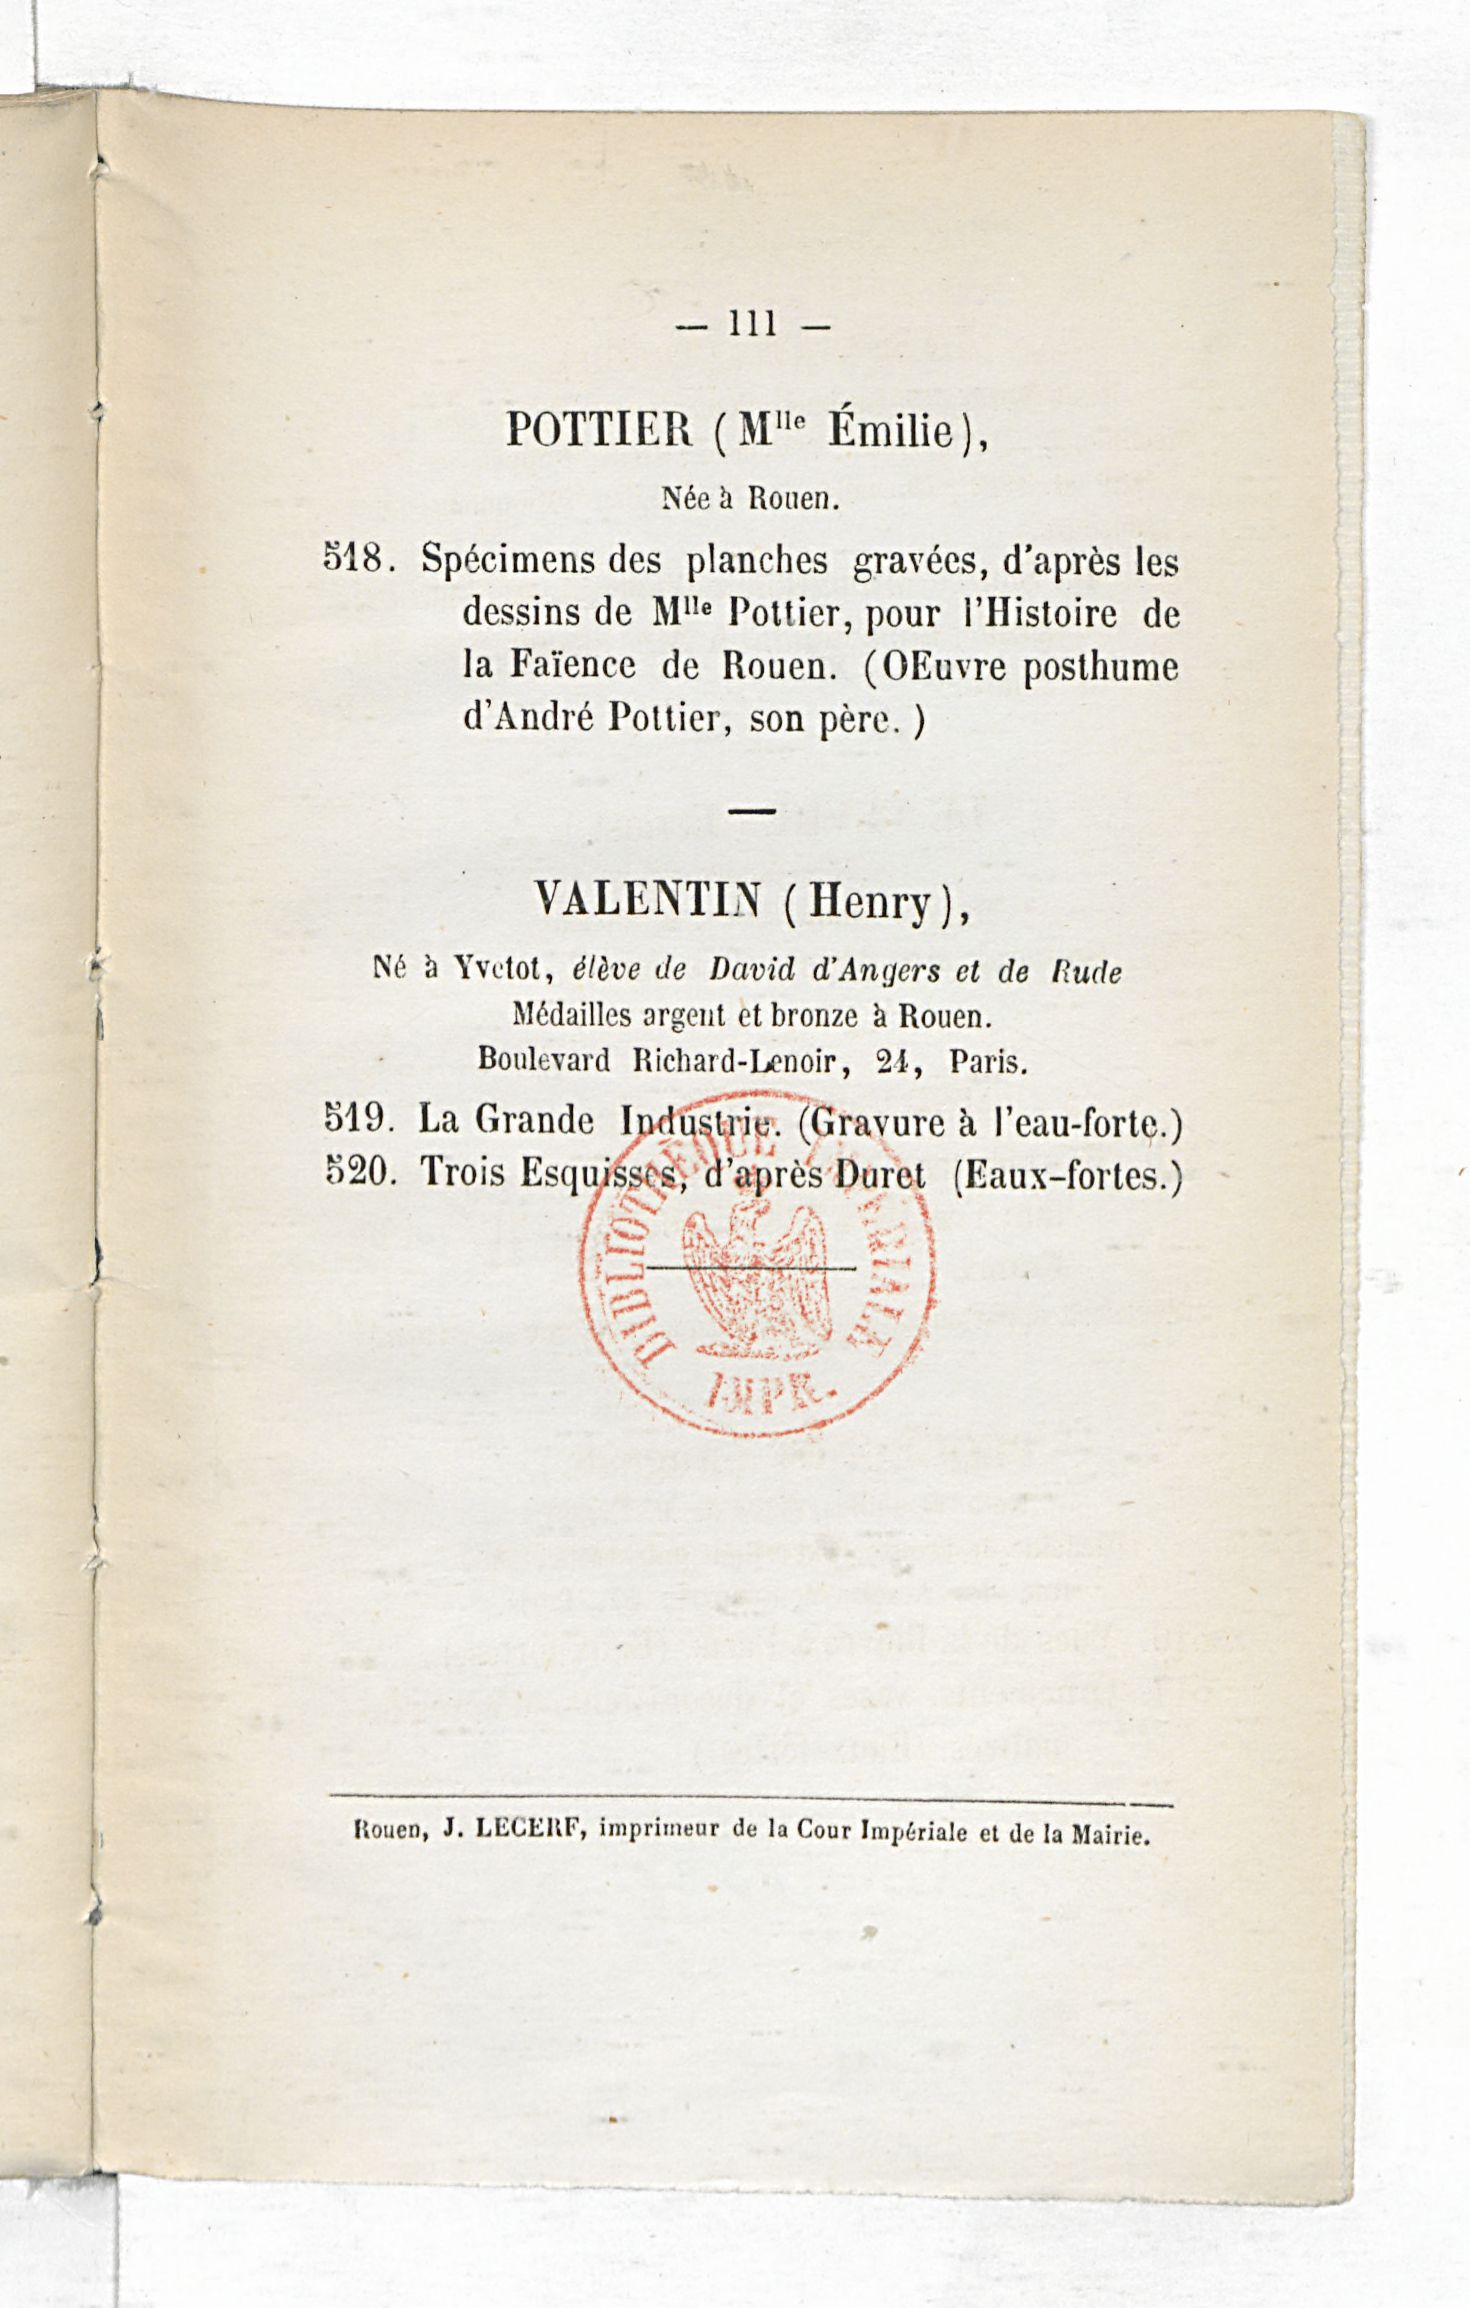 — 111 —
POTTIER (Mlle Émilie),
Née à Rouen.
518. Spécimens des planches gravées, d'après les
dessins de Mlle Pottier, pour l'Histoire de
la Faïence de Rouen. (OEuvre posthume
d'André Pottier, son père.)
VALENTIN (Henry),
Né à Yvetot, élève de David d'Angers et de Rude
Médailles argent et bronze à Rouen.
Boulevard Richard-Lenoir, 24, Paris.
519. La Grande Industrie. (Gravure à l'eau-forte.)
520. Trois Esquisses, d'après Duret (Eaux-fortes.)
BIBLIOTHÈQUE IMPÉRIALE
IMPR.
Rouen, J. LECERF, imprimeur de la Cour Impériale et de la Mairie.